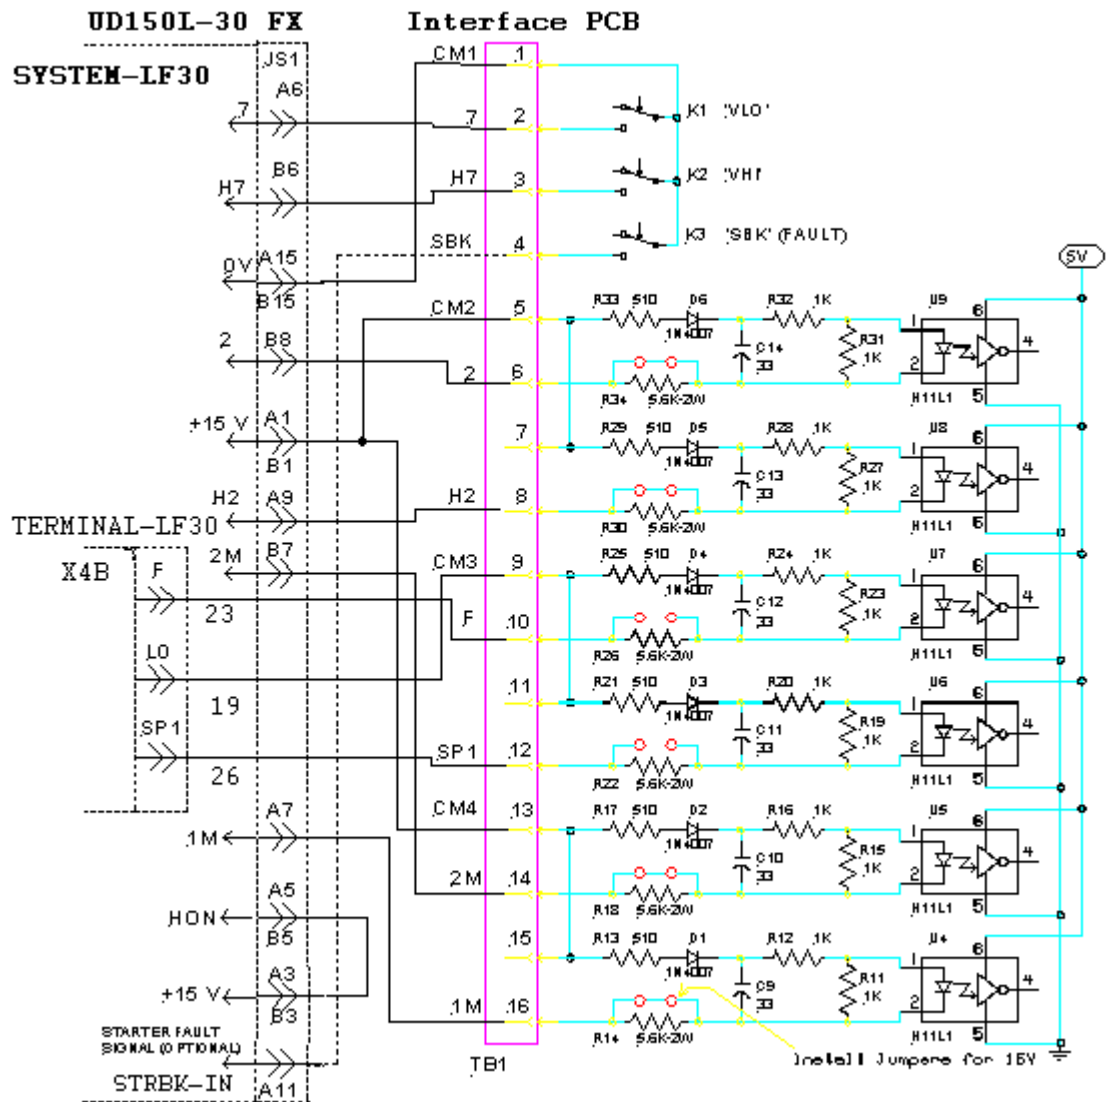 UD150L-30 FX
Interface PCB
SYSTEM-LF30
JS1
CM1
1
A6
7
7
2
K1 'VLO'
B6
H7
H7
3
K2 'VHI'
SBK
4
K3 'SBK' (FAULT)
A15
0V
B15
5V
CM2
5
R33 510 D6 R32 1K U9
1N4007
C14
33
R31
1K
1 6 4
2 5
H11L1
B8
2
2
6
R34 5.6K-2W
A1
+15 V
B1
7
R29 510 D5 R28 1K U8
1N4007
C13
33
R27
1K
1 6 4
2 5
H11L1
A9
H2
H2
8
R30 5.6K-2W
TERMINAL-LF30
B7
2M
X4B
F
23
CM3
9
R25 510 D4 R24 1K U7
1N4007
C12
33
R23
1K
1 6 4
2 5
H11L1
F
10
R26 5.6K-2W
LO
19
11
R21 510 D3 R20 1K U6
1N4007
C11
33
R19
1K
1 6 4
2 5
H11L1
SP1
26
SP1
12
R22 5.6K-2W
CM4
13
R17 510 D2 R16 1K U5
1N4007
C10
33
R15
1K
1 6 4
2 5
H11L1
A7
1M
2M
14
R18 5.6K-2W
A5
HON
B5
15
R13 510 D1 R12 1K U4
1N4007
C9
33
R11
1K
1 6 4
2 5
H11L1
A3
+15 V
B3
1M
16
R14 5.6K-2W
STARTER FAULT
SIGNAL (OPTIONAL)
STRBK-IN
A11
TB1
Install Jumpers for 15V